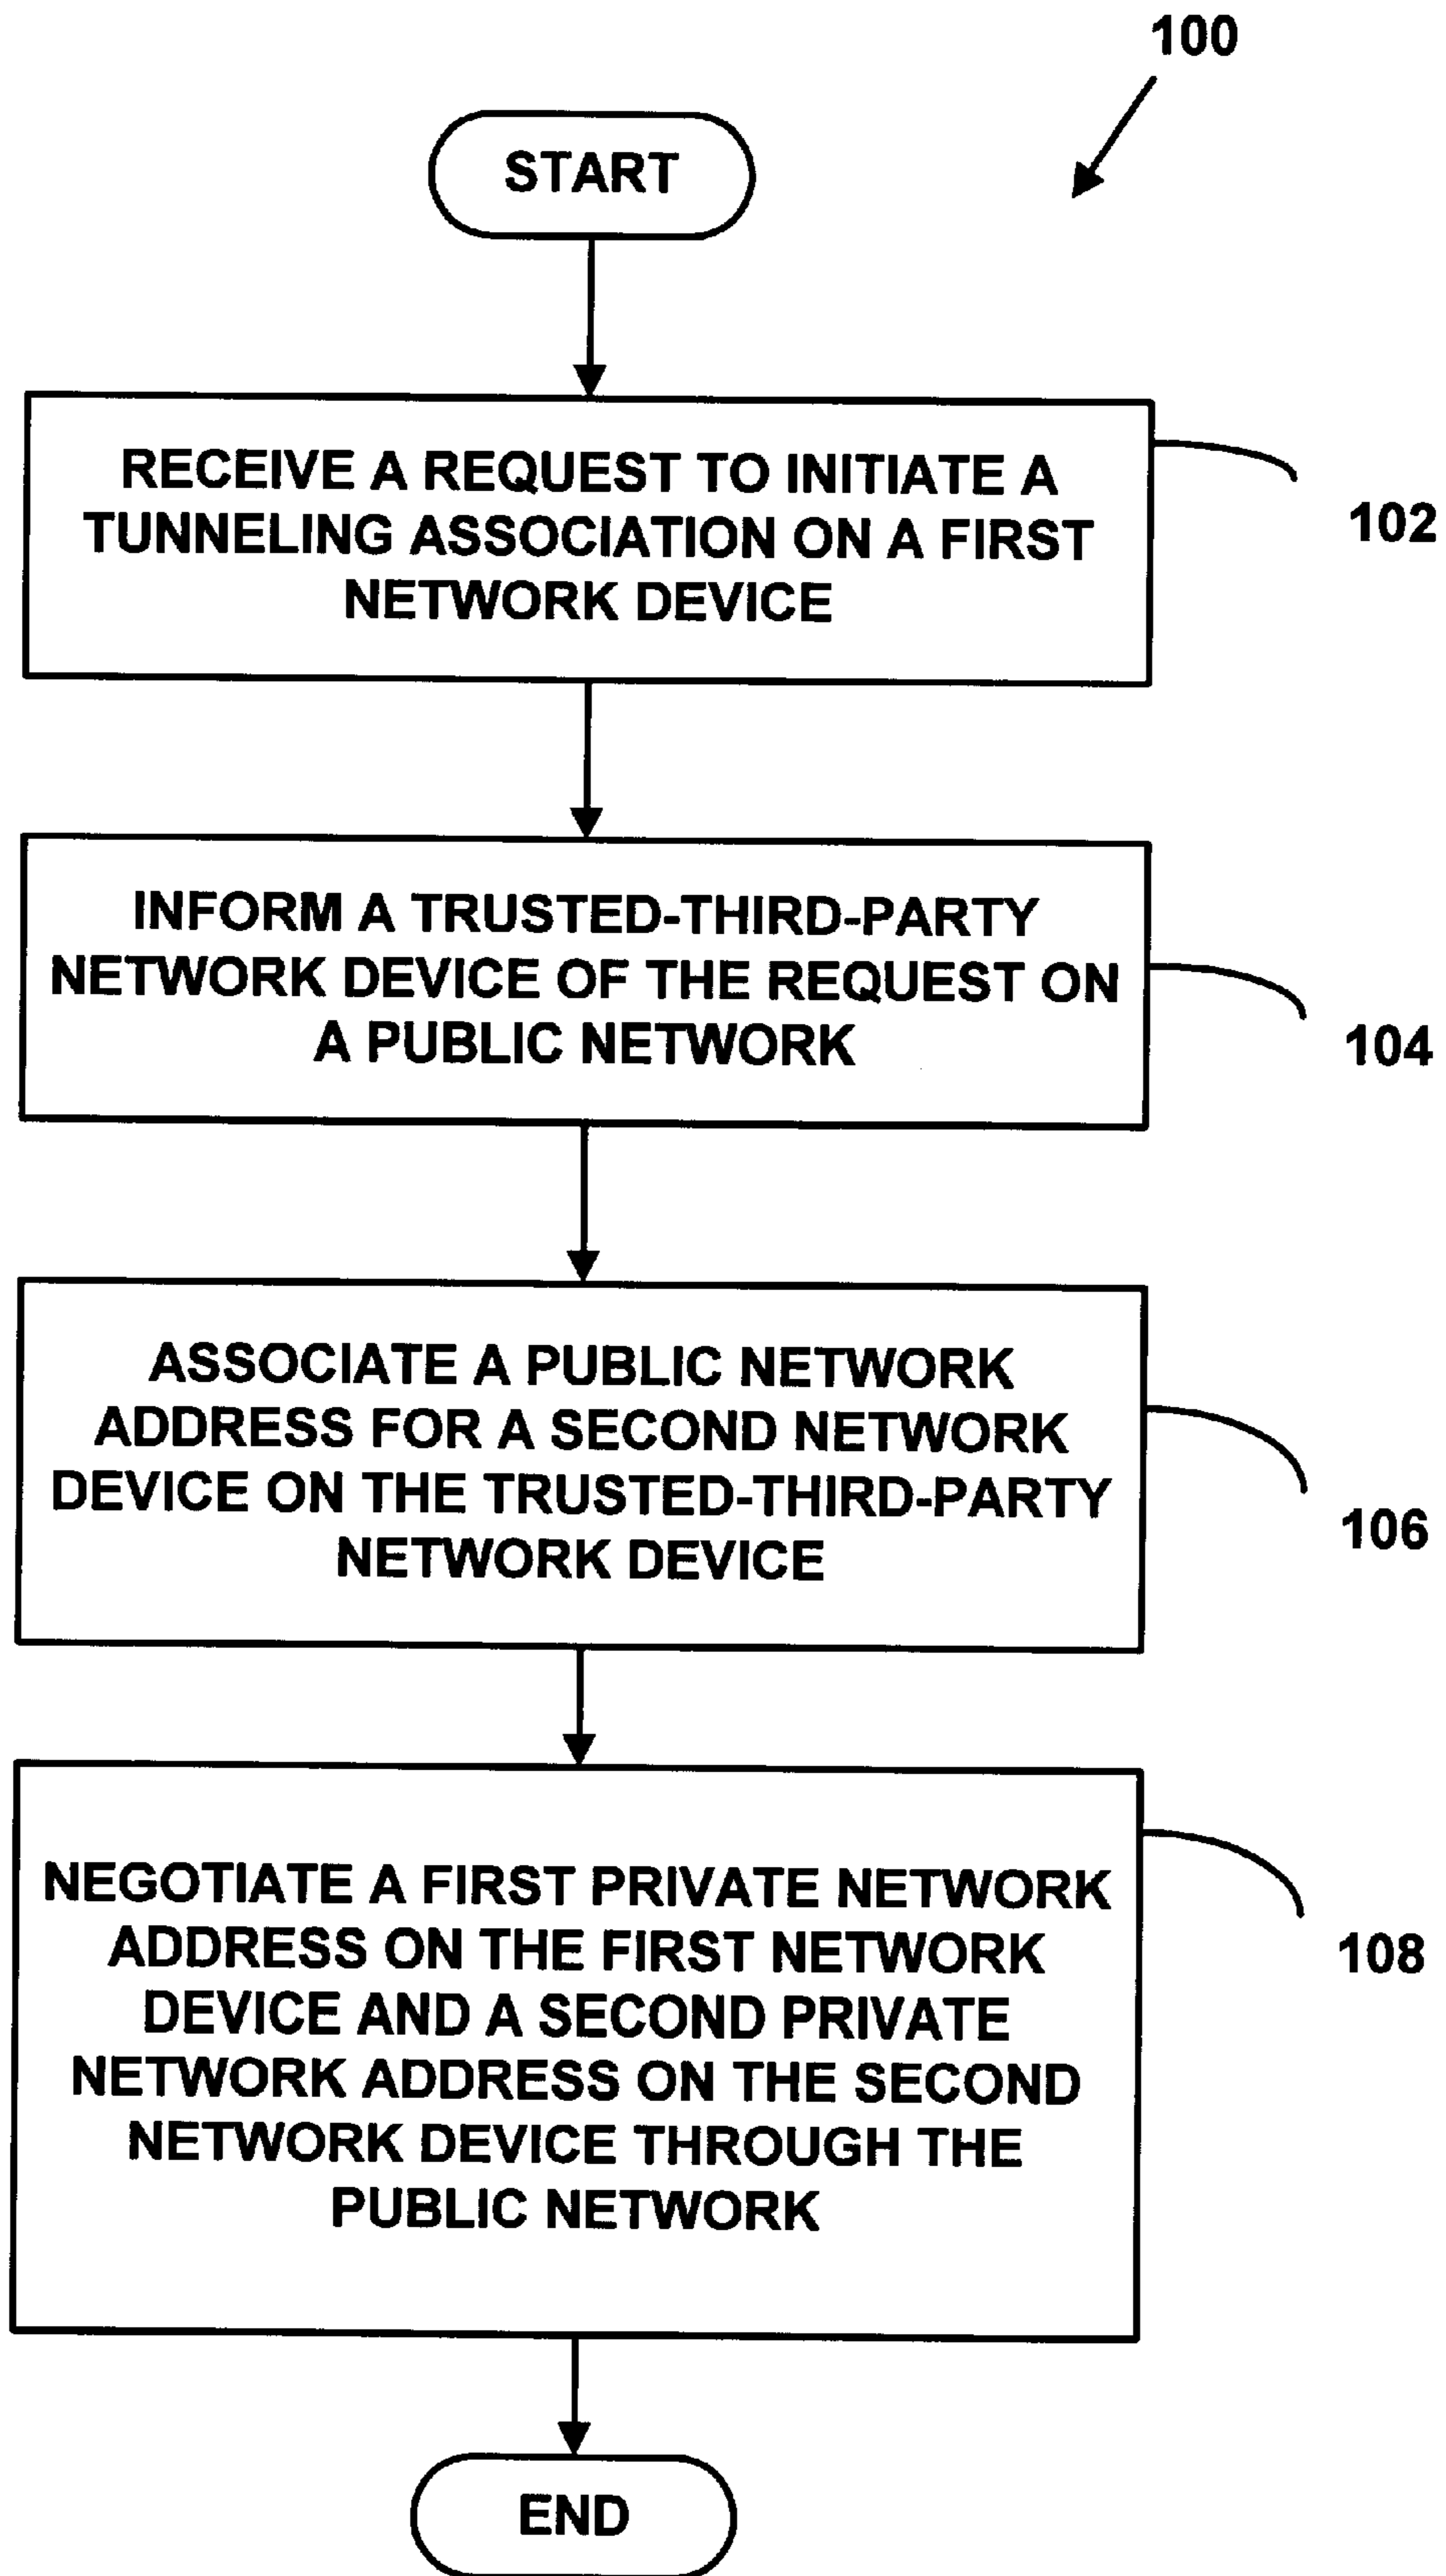 100
START
RECEIVE A REQUEST TO INITIATE A
TUNNELING ASSOCIATION ON A FIRST
NETWORK DEVICE
102
INFORM A TRUSTED-THIRD-PARTY
NETWORK DEVICE OF THE REQUEST ON
A PUBLIC NETWORK
104
ASSOCIATE A PUBLIC NETWORK
ADDRESS FOR A SECOND NETWORK
DEVICE ON THE TRUSTED-THIRD-PARTY
NETWORK DEVICE
106
NEGOTIATE A FIRST PRIVATE NETWORK
ADDRESS ON THE FIRST NETWORK
DEVICE AND A SECOND PRIVATE
NETWORK ADDRESS ON THE SECOND
NETWORK DEVICE THROUGH THE
PUBLIC NETWORK
108
END